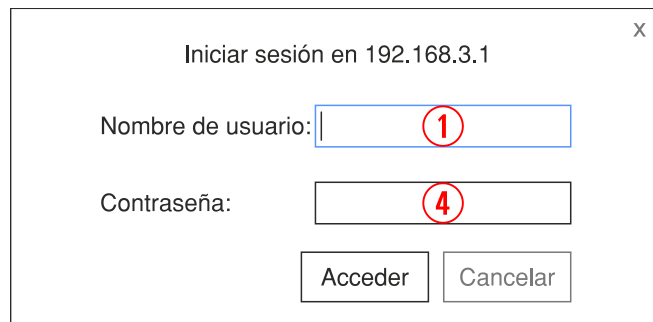 x
Iniciar sesión en 192.168.3.1
Nombre de usuario: 1
Contraseña: 4
Acceder Cancelar